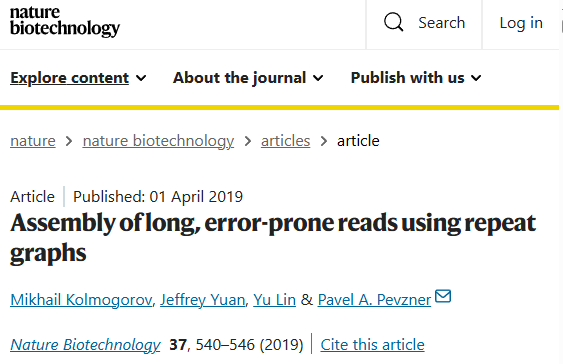 nature
biotechnology
Search
Log in
Explore content
About the journal
Publish with us
nature > nature biotechnology > articles > article
Article | Published: 01 April 2019
Assembly of long, error-prone reads using repeat
graphs
Mikhail Kolmogorov, Jeffrey Yuan, Yu Lin & Pavel A. Pevzner
Nature Biotechnology 37, 540–546 (2019) | Cite this article